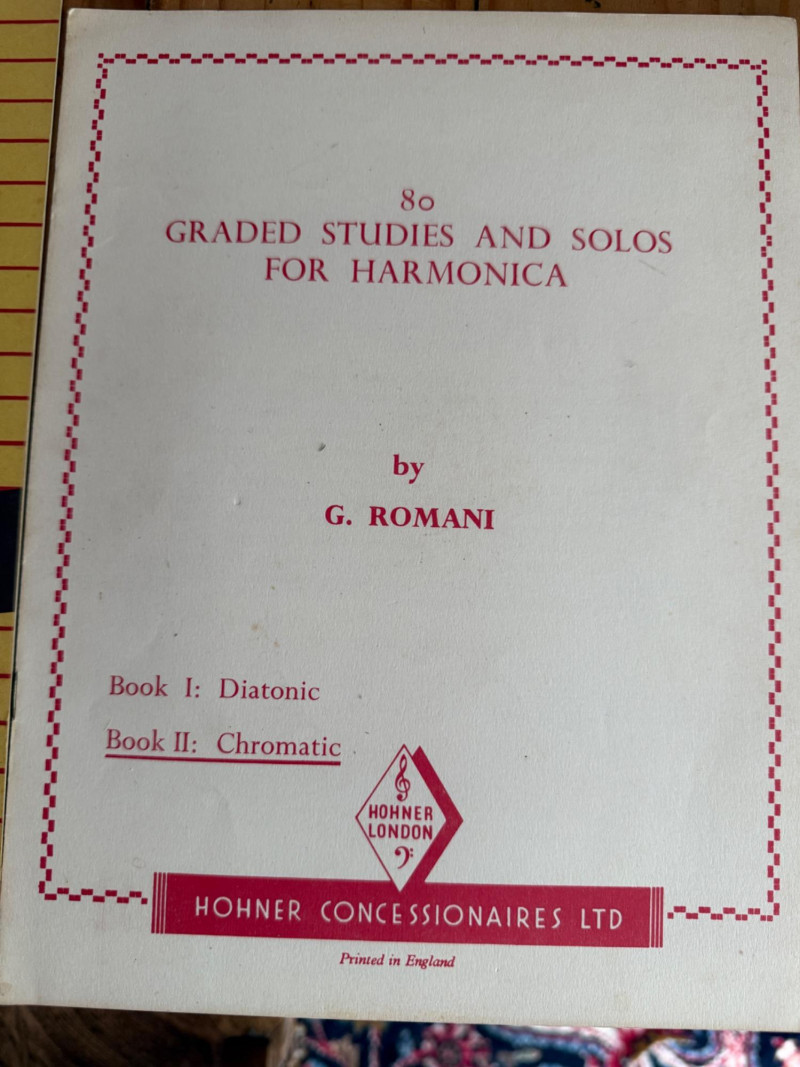 80
GRADED STUDIES AND SOLOS
FOR HARMONICA
by
G. ROMANI
Book I: Diatonic
Book II: Chromatic
HOHNER
LONDON
HOHNER CONCESSIONAIRES LTD
Printed in England